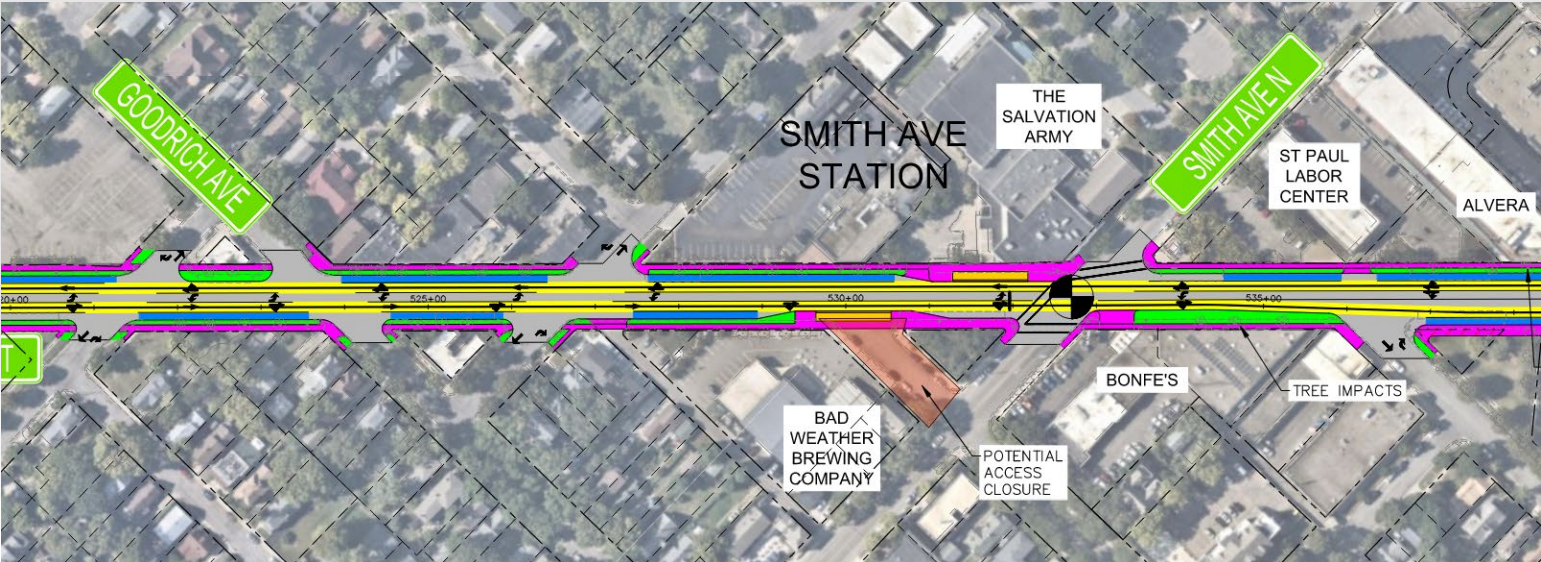 GOODRICH AVE
SMITH AVE
STATION
THE
SALVATION
ARMY
SMITH AVE N
ST PAUL
LABOR
CENTER
ALVERA
20+00
525+00
530+00
535+00
T
BAD
WEATHER
BREWING
COMPANY
POTENTIAL
ACCESS
CLOSURE
BONFE'S
TREE IMPACTS